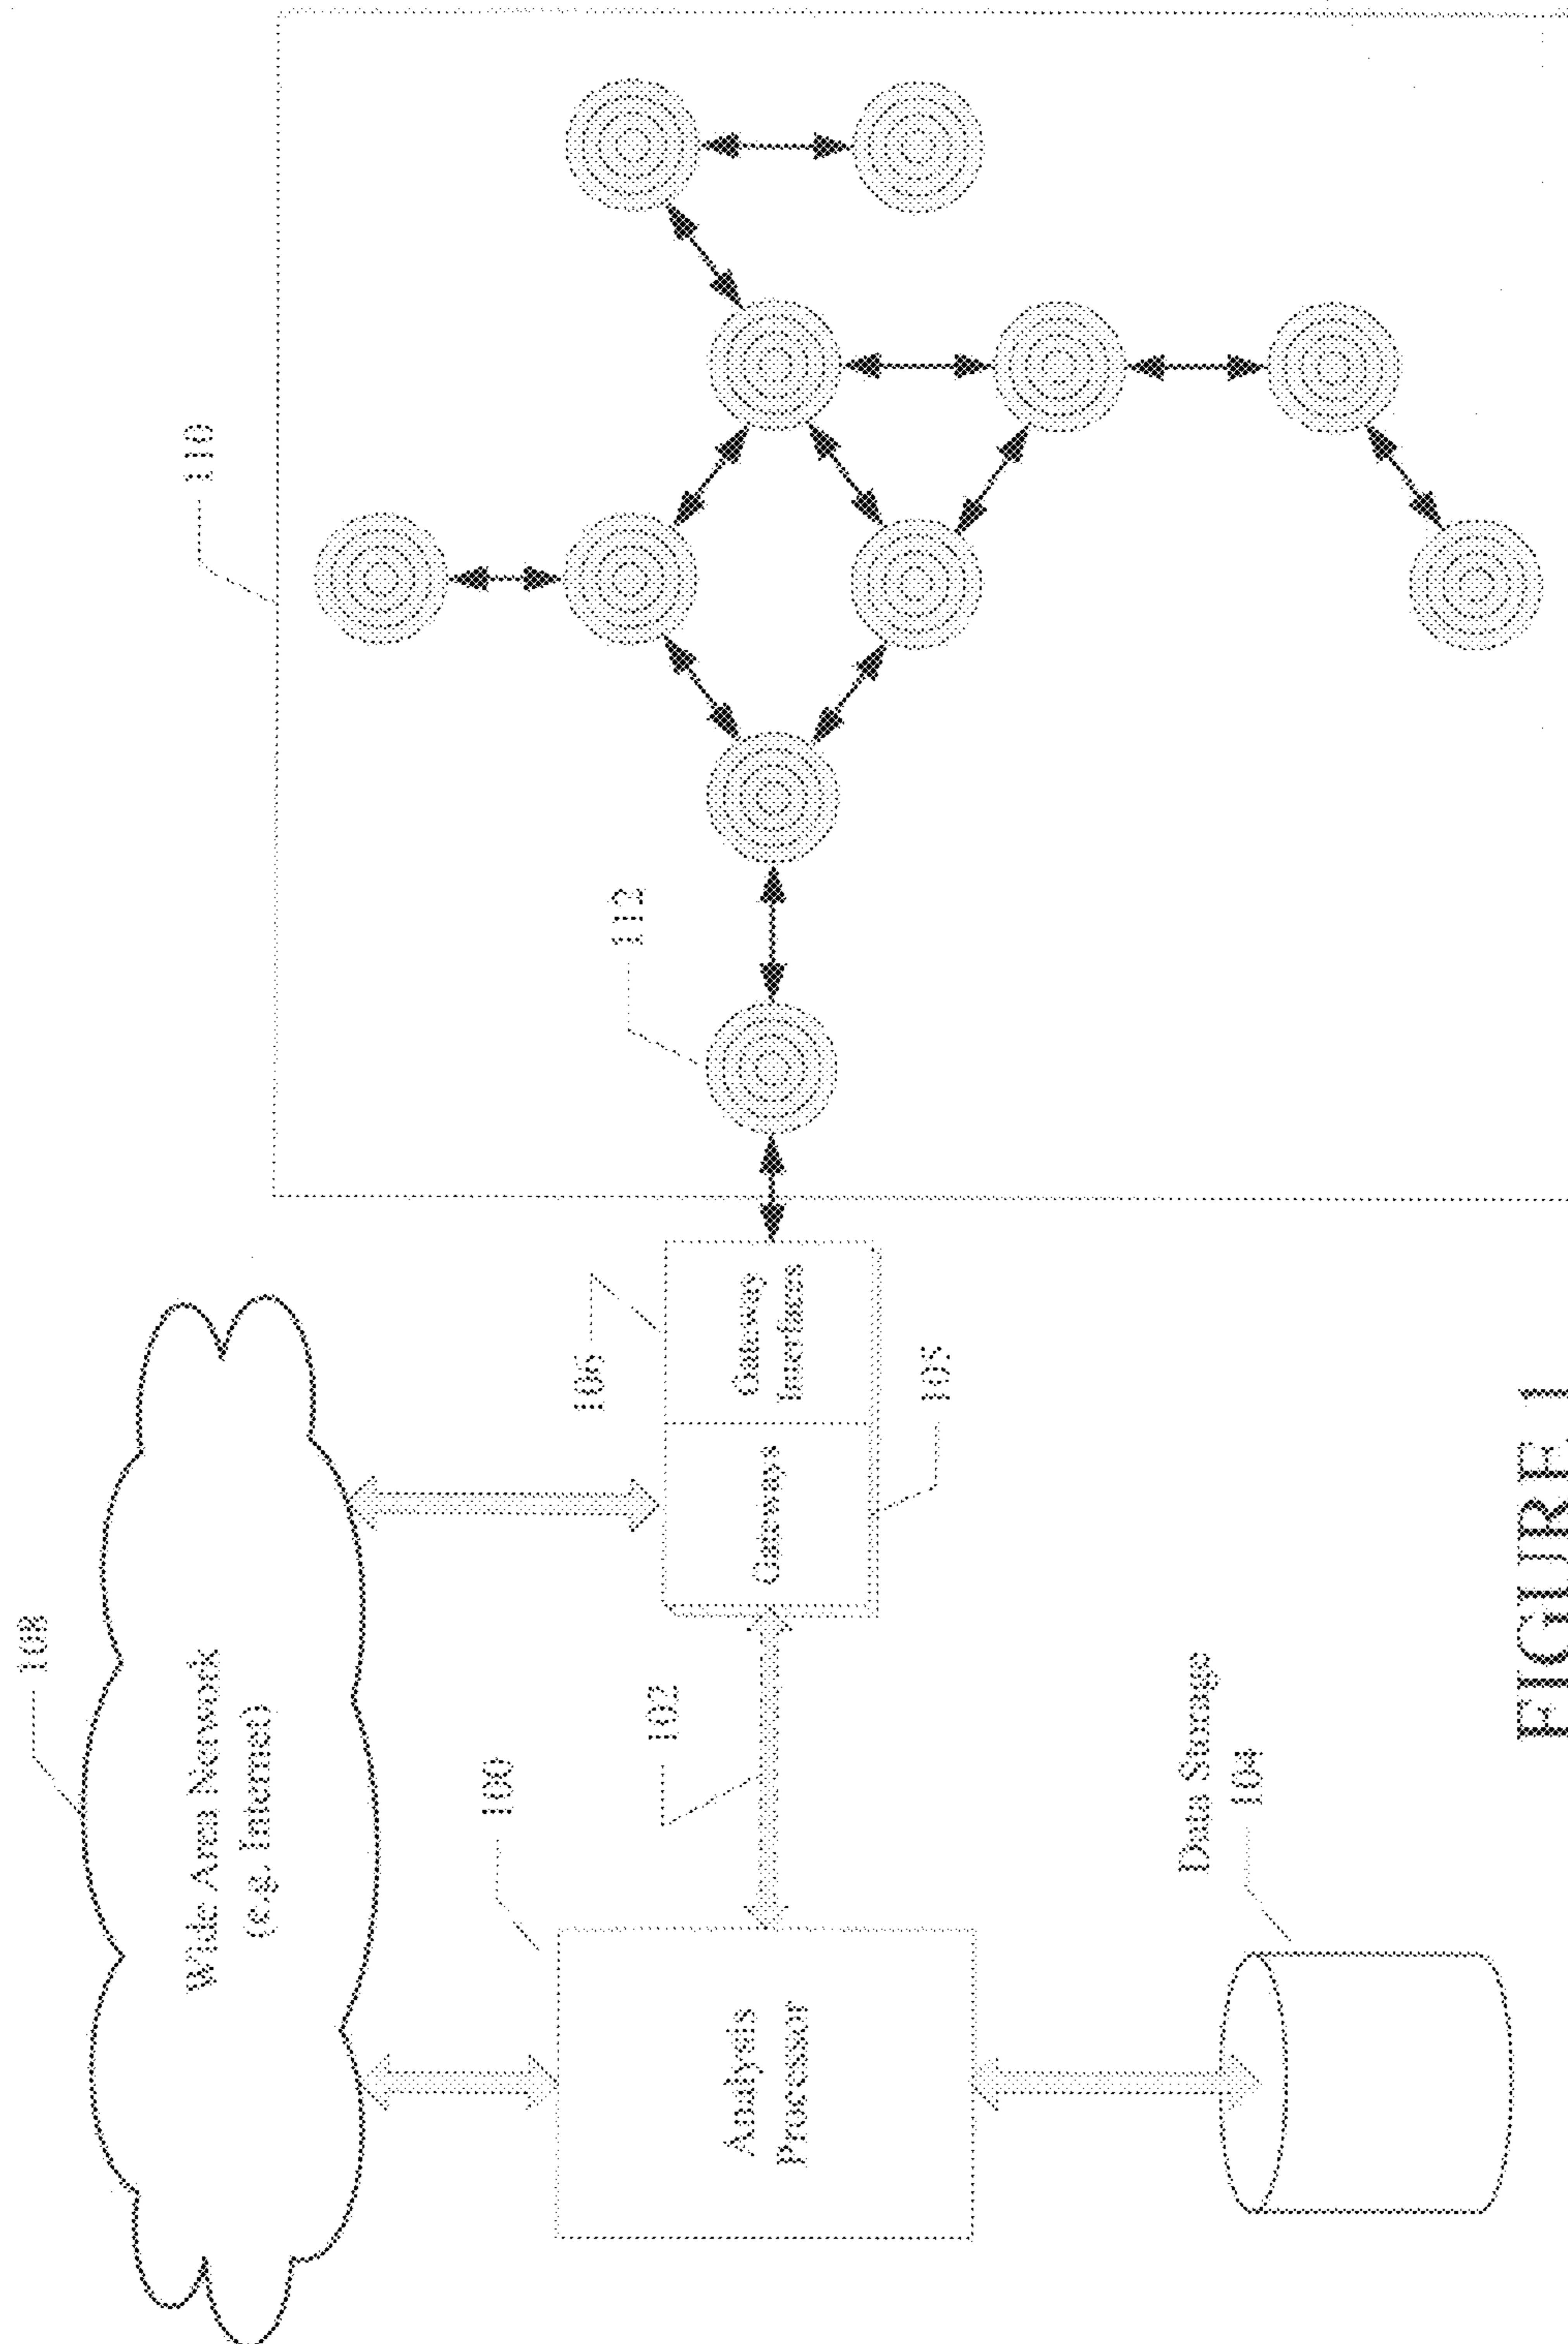 108
Wide Area Network
(e.g. Internet)
110
100
102
106
112
Analysis
Processor
Gateways
Gateway
Interfaces
105
Data Storage
104
FIGURE 1